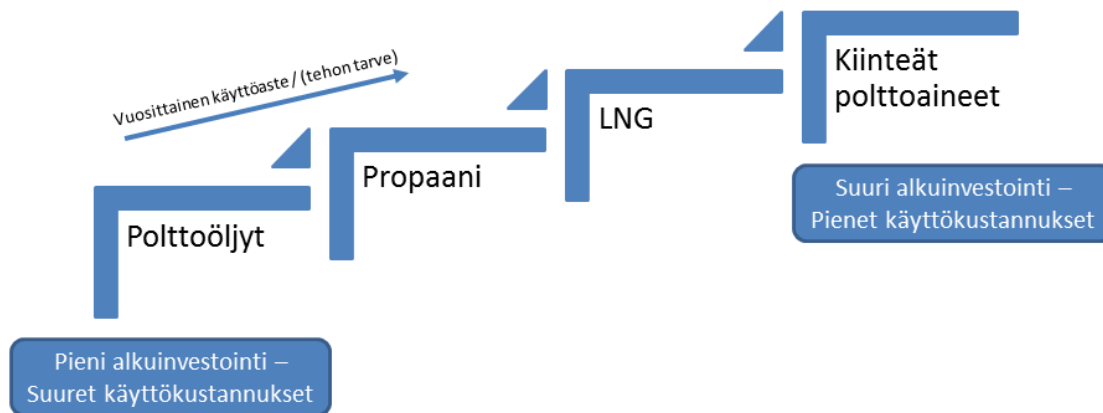 Vuosittainen käyttöaste / (tehon tarve)
Polttoöljyt
Propaani
LNG
Kiinteät
polttoaineet
Pieni alkuinvestointi –
Suuret käyttökustannukset
Suuri alkuinvestointi –
Pienet käyttökustannukset